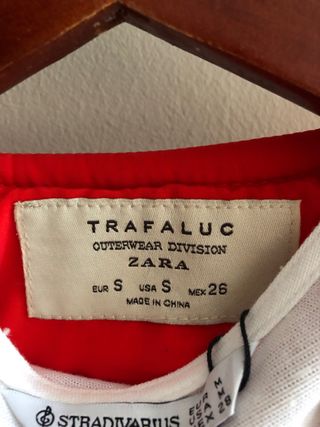 TRAFALUC
OUTERWEAR DIVISION
ZARA
EUR S USA S MEX 26
MADE IN CHINA
STRADIVARIUS